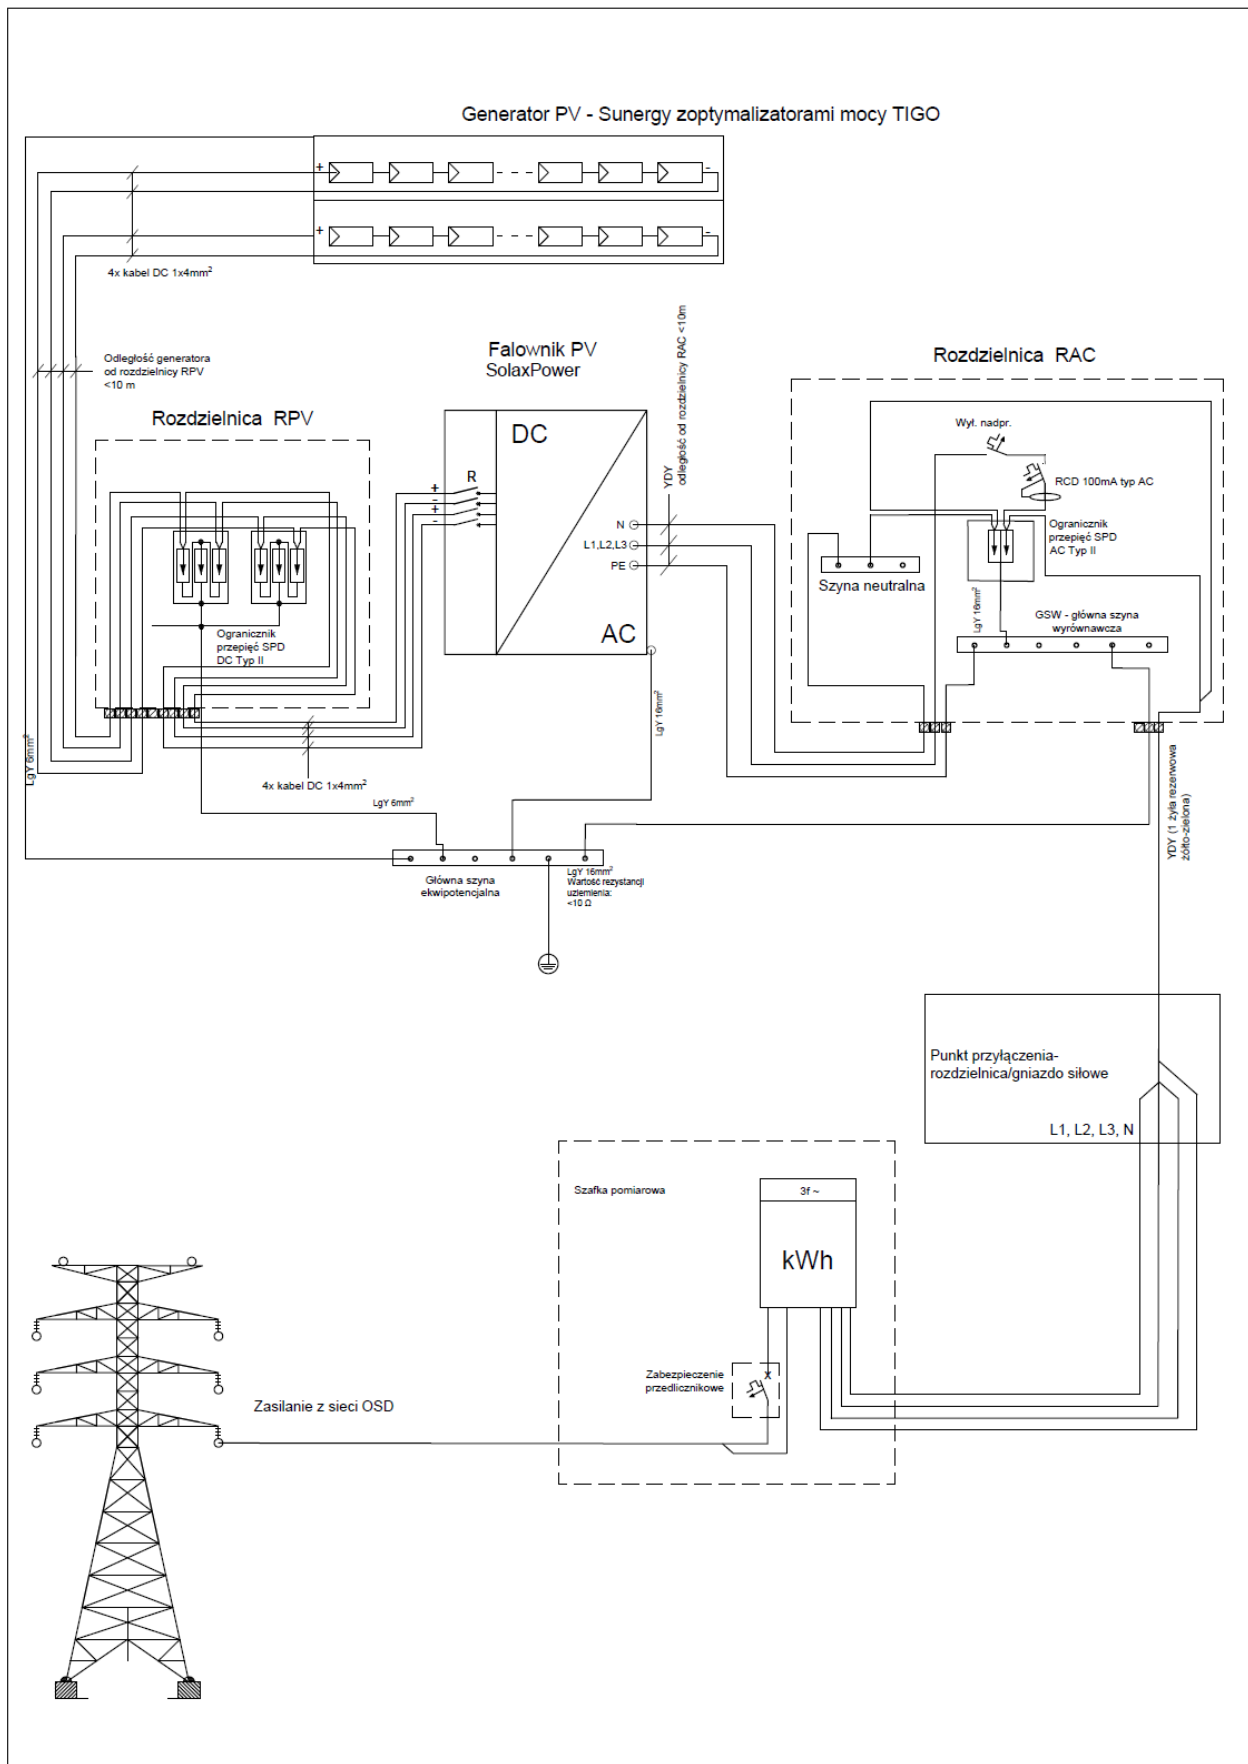 Generator PV - Sunergy zoptymalizatorami mocy TIGO
+
-
+
-
4x kabel DC 1x4mm²
Odległość generatora
od rozdzielnicy RPV
<10 m
Rozdzielnica RPV
Ogranicznik
przepięć SPD
DC Typ II
4x kabel DC 1x4mm²
LgY 6mm²
LgY 6mm²
Falownik PV
SolaxPower
DC
AC
R
+
-
+
-
N
L1,L2,L3
PE
YDY
odległość od rozdzielnicy RAC <10m
LgY 16mm²
Główna szyna
ekwipotencjalna
LgY 16mm²
Wartość rezystancji
uziemienia:
<10 Ω
Rozdzielnica RAC
Wył. nadpr.
RCD 100mA typ AC
Ogranicznik
przepięć SPD
AC Typ II
Szyna neutralna
LgY 16mm²
GSW - główna szyna
wyrównawcza
YDY (1 żyła rezerwowa
żółto-zielona)
Punkt przyłączenia-
rozdzielnica/gniazdo siłowe
L1, L2, L3, N
Szafka pomiarowa
3f ~
kWh
Zabezpieczenie
przedlicznikowe
Zasilanie z sieci OSD